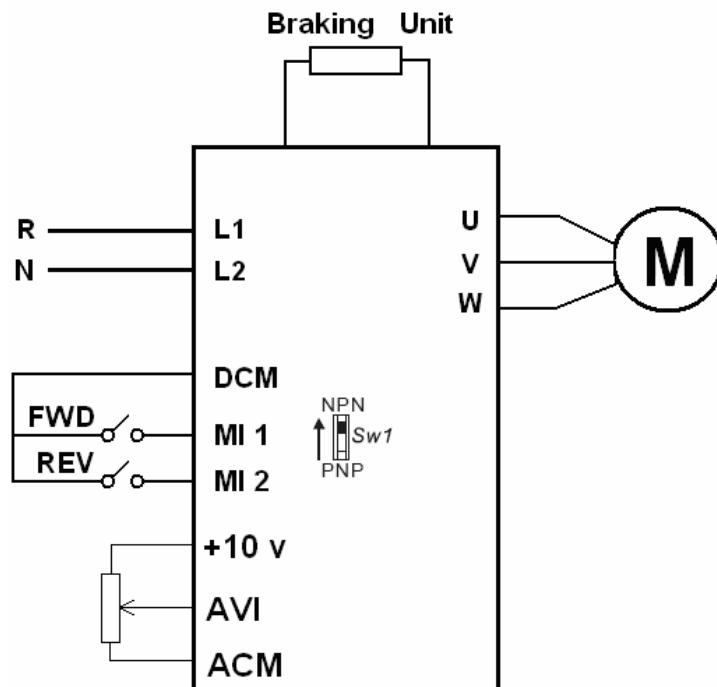 Braking Unit
R
L1
U
N
L2
V
M
W
DCM
FWD
MI 1
NPN
Sw1
REV
MI 2
PNP
+10 v
AVI
ACM